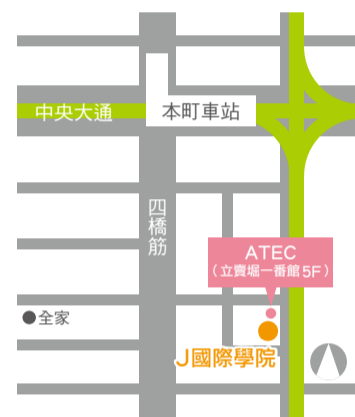 中央大通
本町車站
四橋筋
ATEC
(立賣堀一番館5F)
●全家
J國際學院